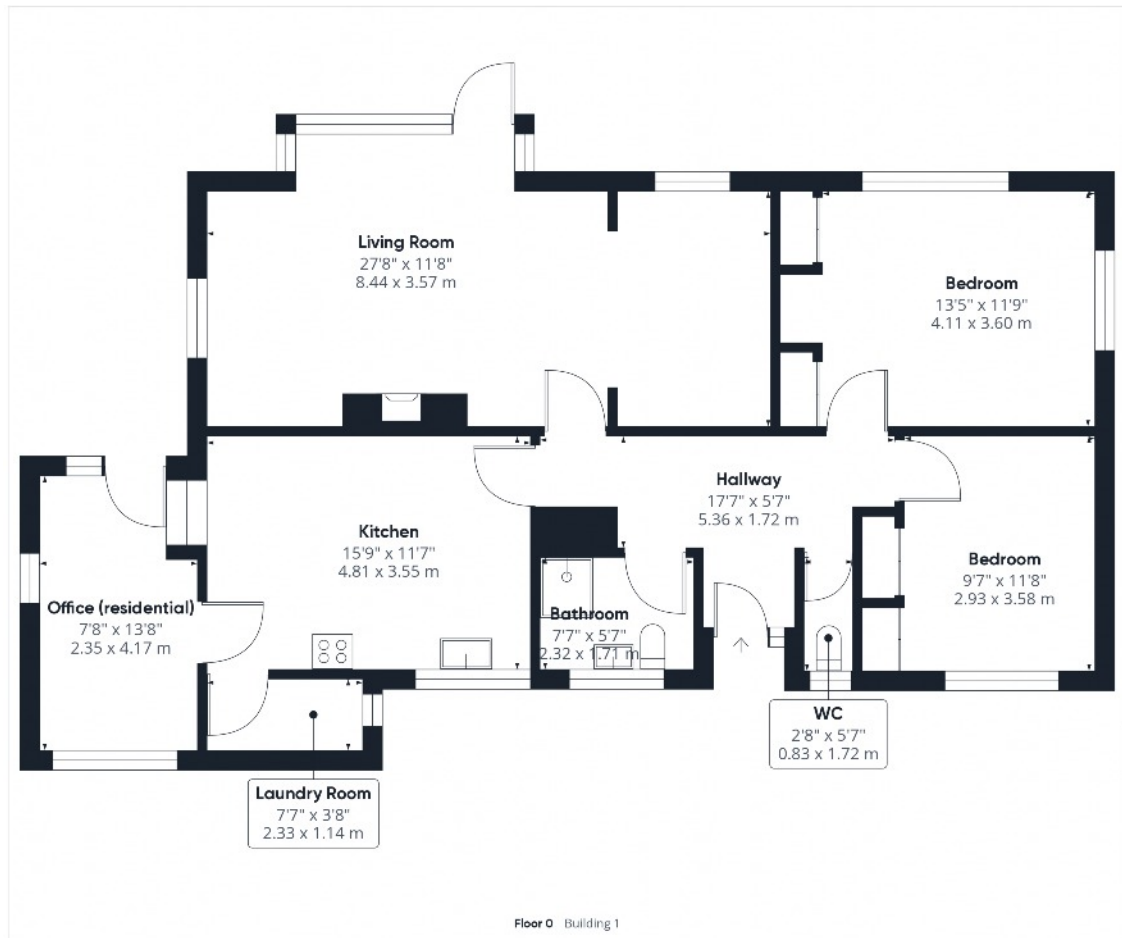 Living Room
27'8" x 11'8"
8.44 x 3.57 m
Bedroom
13'5" x 11'9"
4.11 x 3.60 m
Hallway
17'7" x 5'7"
5.36 x 1.72 m
Kitchen
15'9" x 11'7"
4.81 x 3.55 m
Bedroom
9'7" x 11'8"
2.93 x 3.58 m
Office (residential)
7'8" x 13'8"
2.35 x 4.17 m
Bathroom
7'7" x 5'7"
2.32 x 1.71 m
WC
2'8" x 5'7"
0.83 x 1.72 m
Laundry Room
7'7" x 3'8"
2.33 x 1.14 m
Floor 0 Building 1